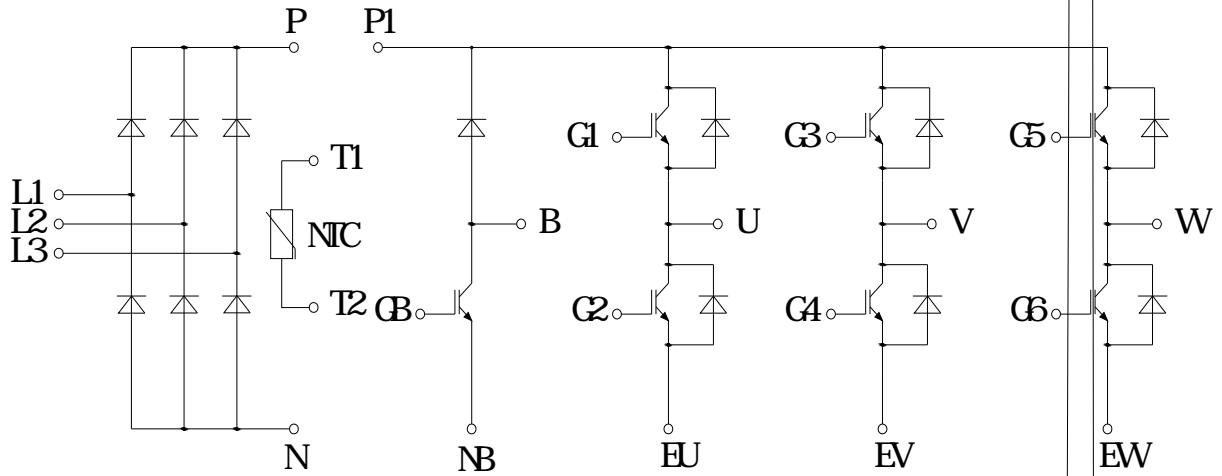 P P1
G1 G3 G5
T1
L1
L2 B U V W
L3 NTC
T2 GB G2 G4 G6
N NB EU EV EW